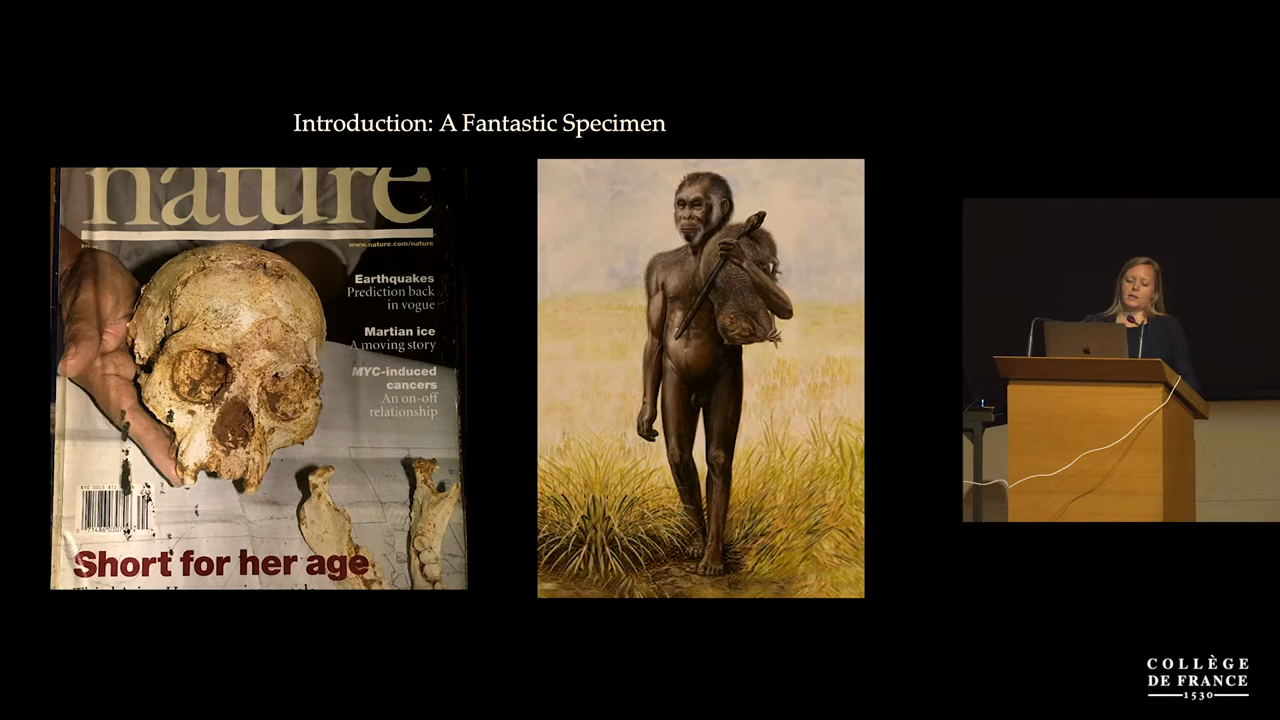 Introduction: A Fantastic Specimen
nature
www.nature.com/nature
Earthquakes
Prediction back
in vogue
Martian ice
A moving story
MYC-induced
cancers
An on-off
relationship
Short for her age
COLLÈGE
DE FRANCE
1530